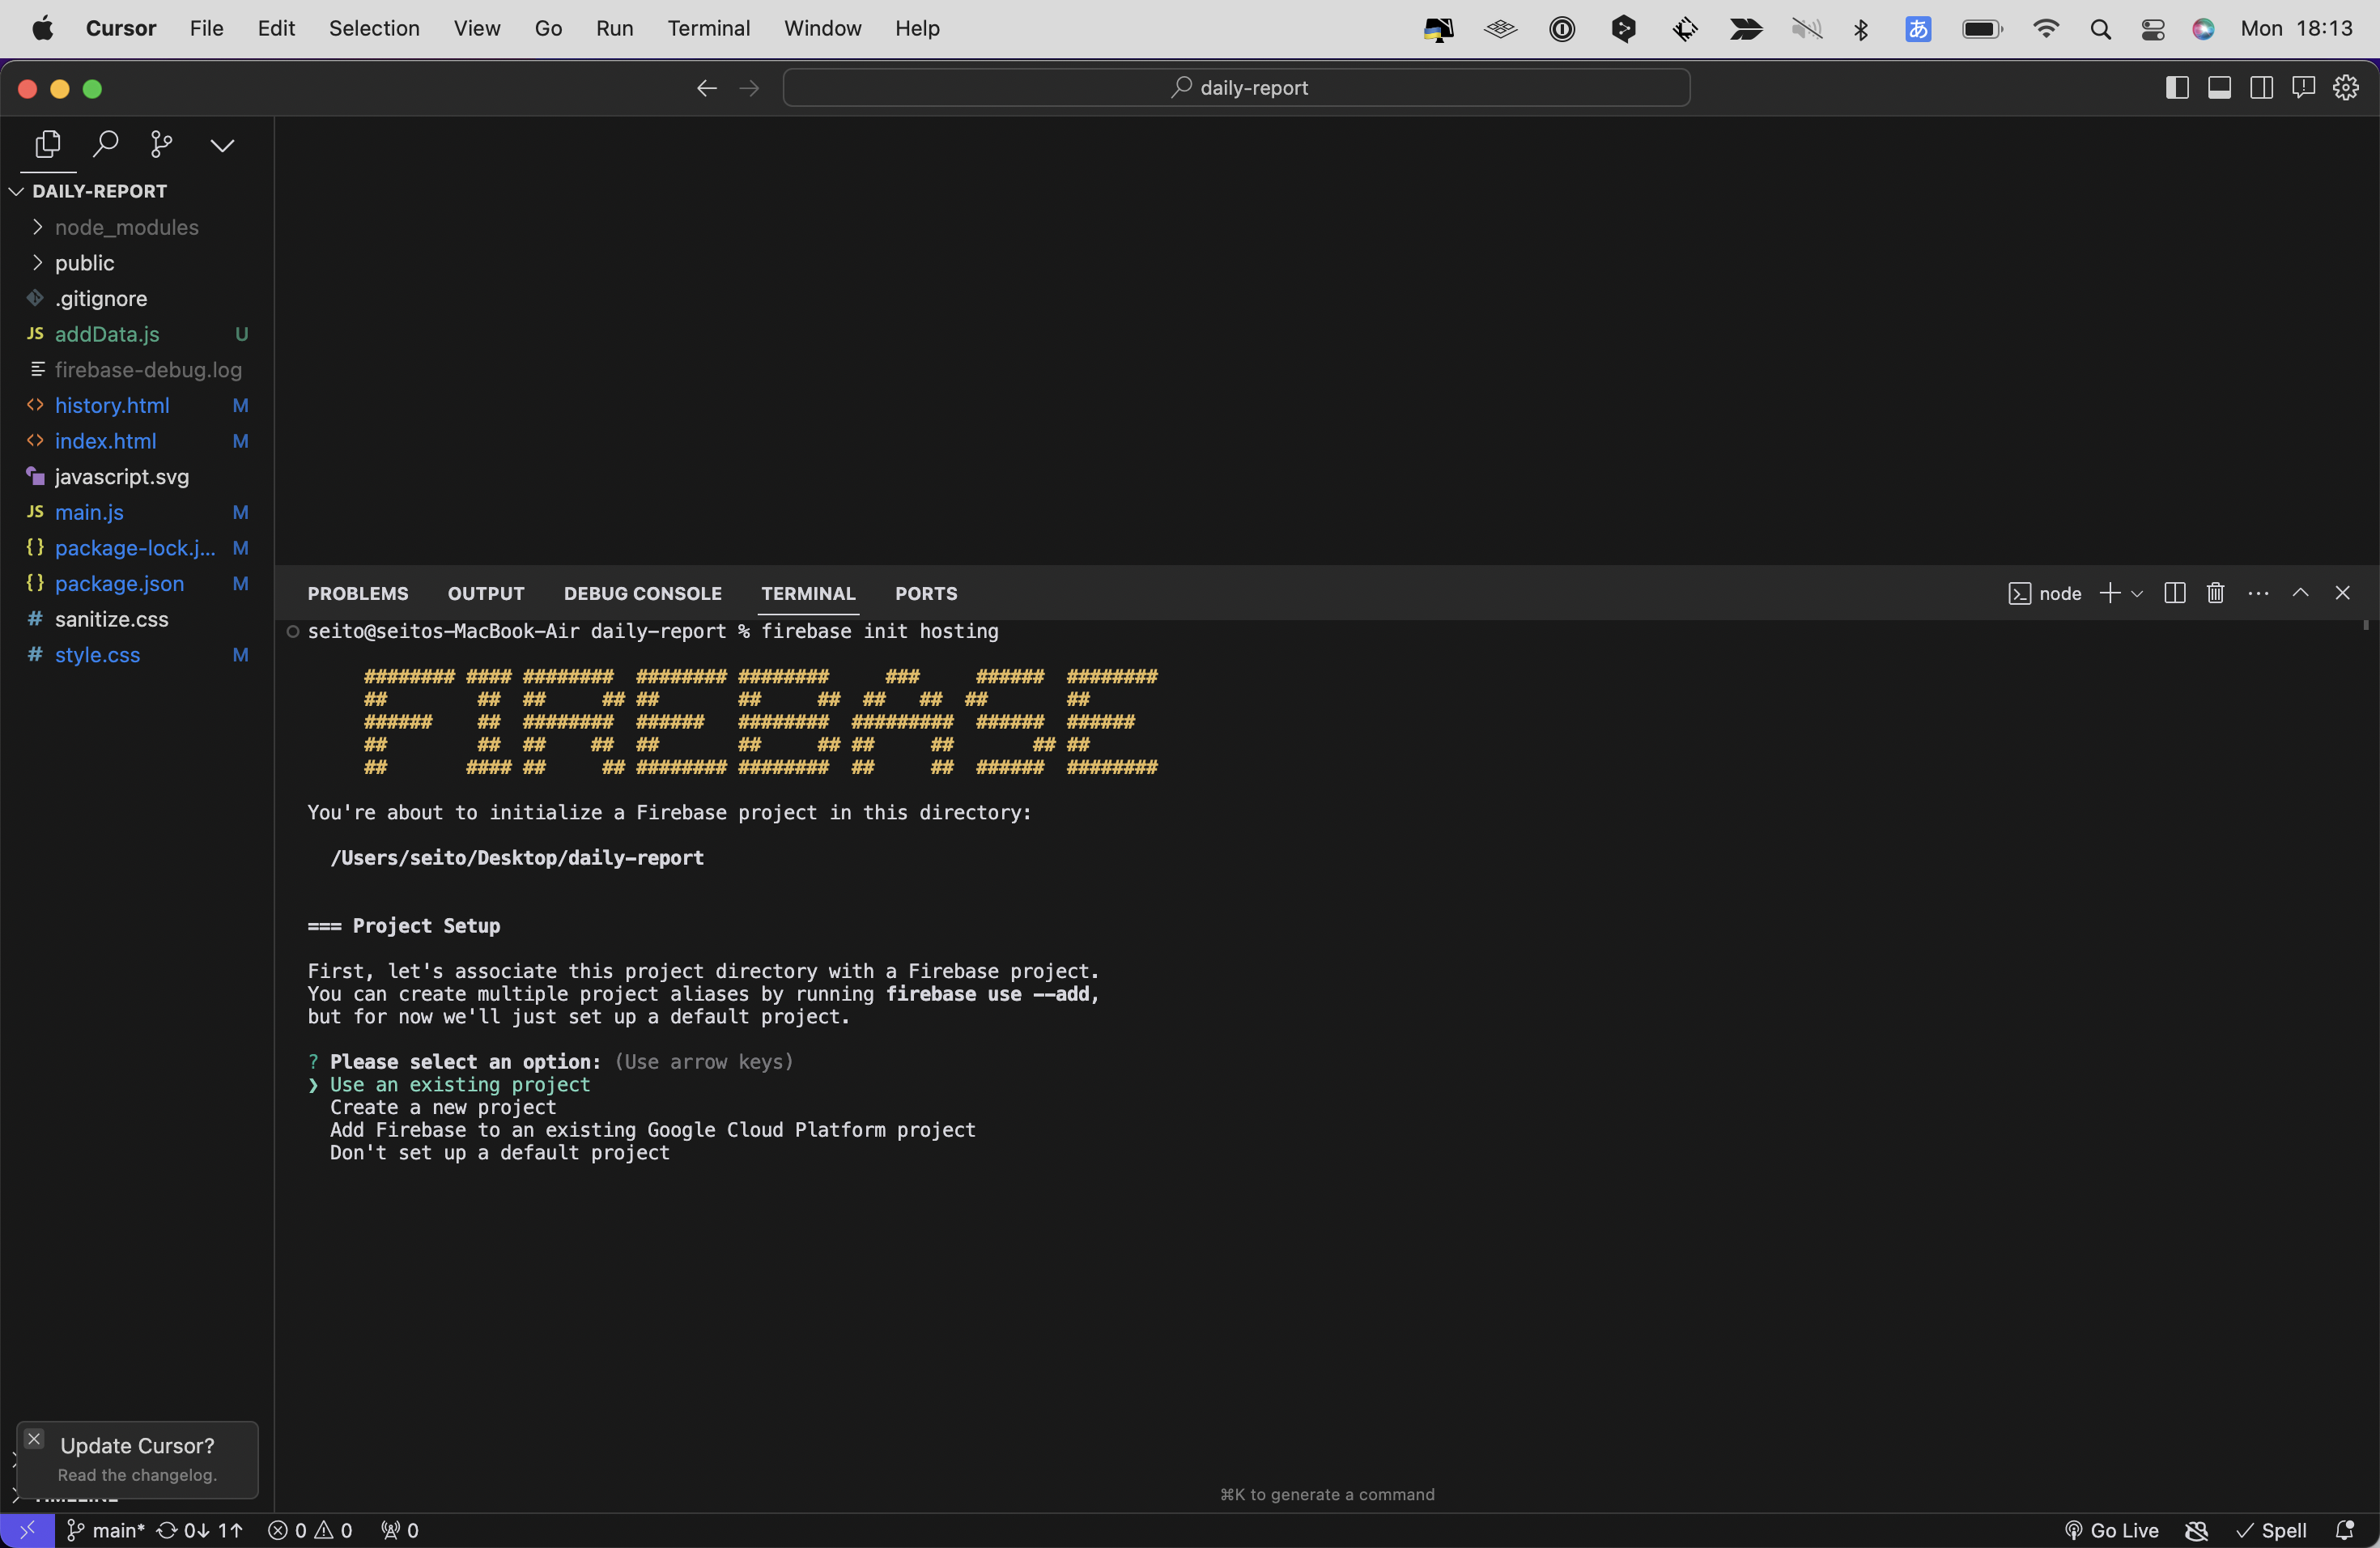 Cursor File Edit Selection View Go Run Terminal Window Help あ Mon 18:13
daily-report
DAILY-REPORT
node_modules
public
.gitignore
JS addData.js U
firebase-debug.log
<> history.html M
<> index.html M
javascript.svg
JS main.js M
{} package-lock.j... M
{} package.json M
# sanitize.css
# style.css M
PROBLEMS OUTPUT DEBUG CONSOLE TERMINAL PORTS node
seito@seitos-MacBook-Air daily-report % firebase init hosting
######## #### ########  ######## ########     ###     ######  ########
##        ##  ##     ## ##       ##     ##  ##   ##  ##       ##
######    ##  ########  ######   ########  #########  ######  ######
##        ##  ##    ##  ##       ##     ## ##     ##       ## ##
##       #### ##     ## ######## ########  ##     ##  ######  ########
You're about to initialize a Firebase project in this directory:
/Users/seito/Desktop/daily-report
=== Project Setup
First, let's associate this project directory with a Firebase project.
You can create multiple project aliases by running firebase use --add,
but for now we'll just set up a default project.
? Please select an option: (Use arrow keys)
❯ Use an existing project
Create a new project
Add Firebase to an existing Google Cloud Platform project
Don't set up a default project
Update Cursor?
Read the changelog.
TIMELINE
⌘K to generate a command
main* 0↓ 1↑ 0 0 0 Go Live Spell